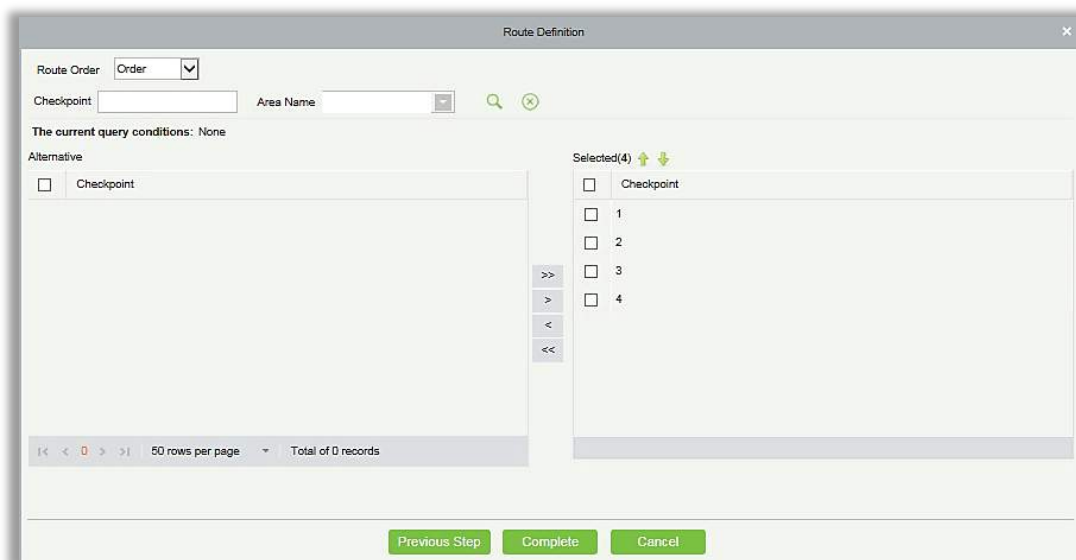 Route Definition
Route Order Order
Checkpoint Area Name
The current query conditions: None
Alternative
Checkpoint
Selected(4)
Checkpoint
1
2
3
4
>>
>
<
<<
|< < 0 > >| 50 rows per page Total of 0 records
Previous Step Complete Cancel